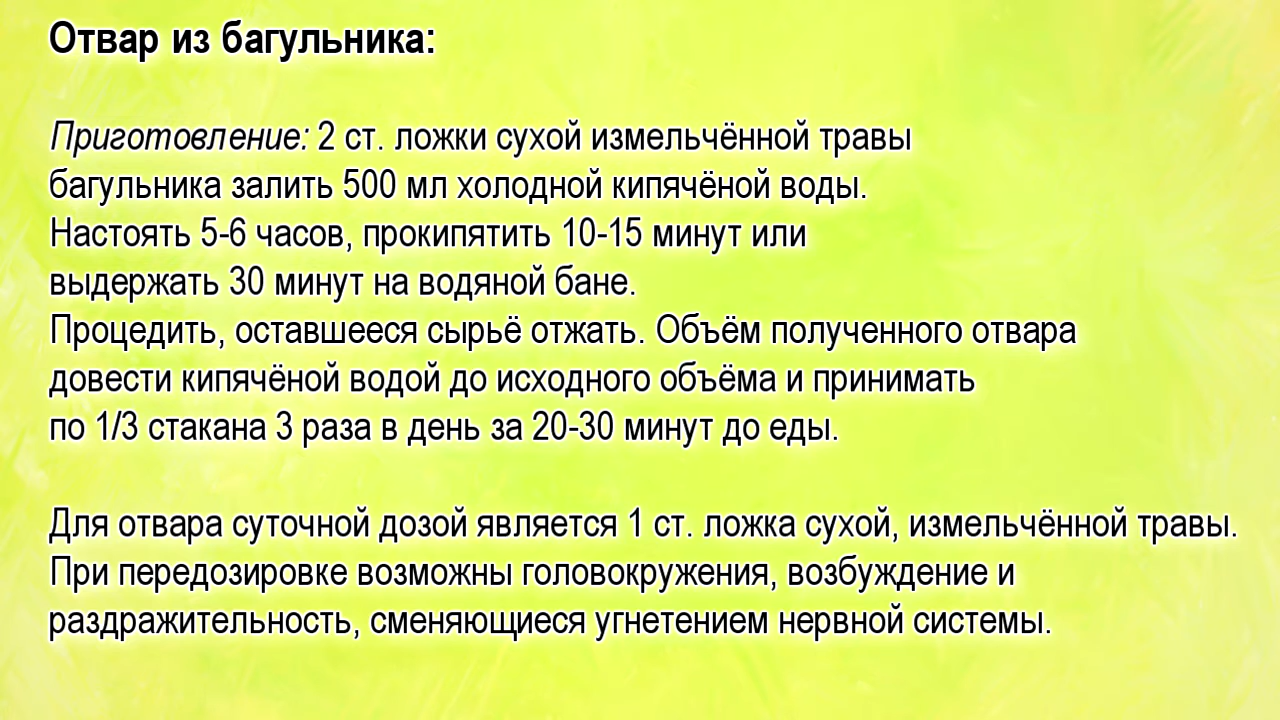 Отвар из багульника:
Приготовление: 2 ст. ложки сухой измельчённой травы
багульника залить 500 мл холодной кипячёной воды.
Настоять 5-6 часов, прокипятить 10-15 минут или
выдержать 30 минут на водяной бане.
Процедить, оставшееся сырьё отжать. Объём полученного отвара
довести кипячёной водой до исходного объёма и принимать
по 1/3 стакана 3 раза в день за 20-30 минут до еды.
Для отвара суточной дозой является 1 ст. ложка сухой, измельчённой травы.
При передозировке возможны головокружения, возбуждение и
раздражительность, сменяющиеся угнетением нервной системы.